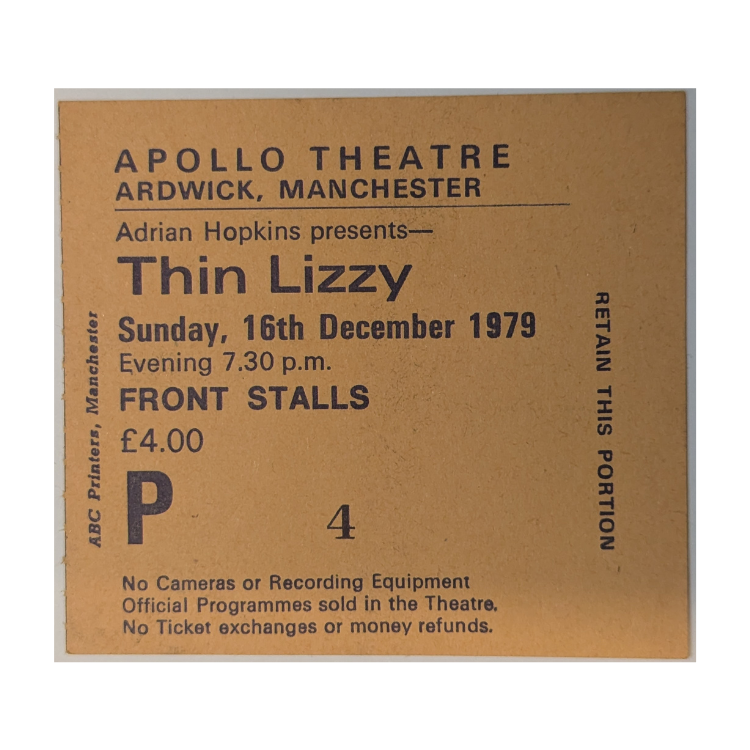 APOLLO THEATRE
ARDWICK, MANCHESTER
Adrian Hopkins presents—
Thin Lizzy
Sunday, 16th December 1979
Evening 7.30 p.m.
FRONT STALLS
£4.00
P 4
No Cameras or Recording Equipment
Official Programmes sold in the Theatre.
No Ticket exchanges or money refunds.
ABC Printers, Manchester
RETAIN THIS PORTION